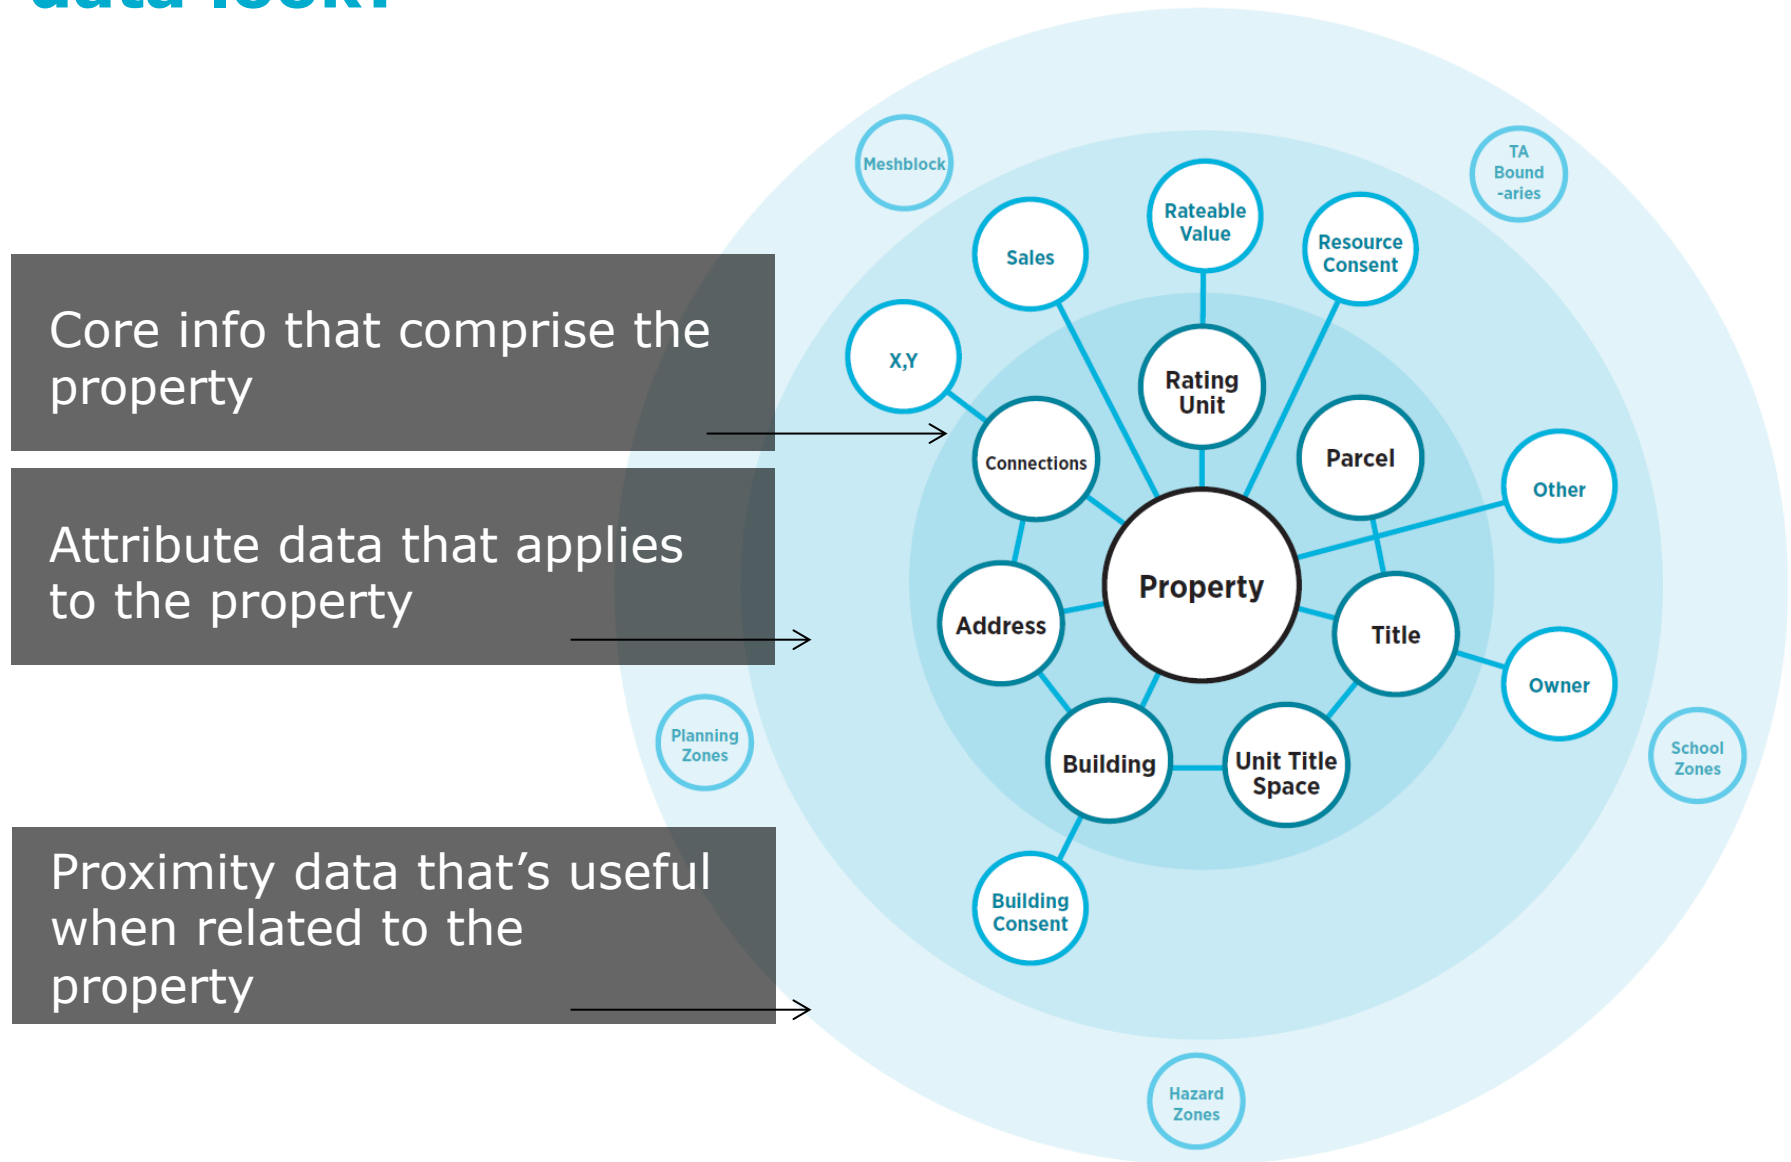 data look?
Core info that comprise the
property
Attribute data that applies
to the property
Proximity data that’s useful
when related to the
property
Meshblock
TA
Bound
-aries
Rateable
Value
Resource
Consent
Sales
X,Y
Rating
Unit
Connections
Parcel
Other
Property
Address
Title
Owner
Planning
Zones
Building
Unit Title
Space
School
Zones
Building
Consent
Hazard
Zones